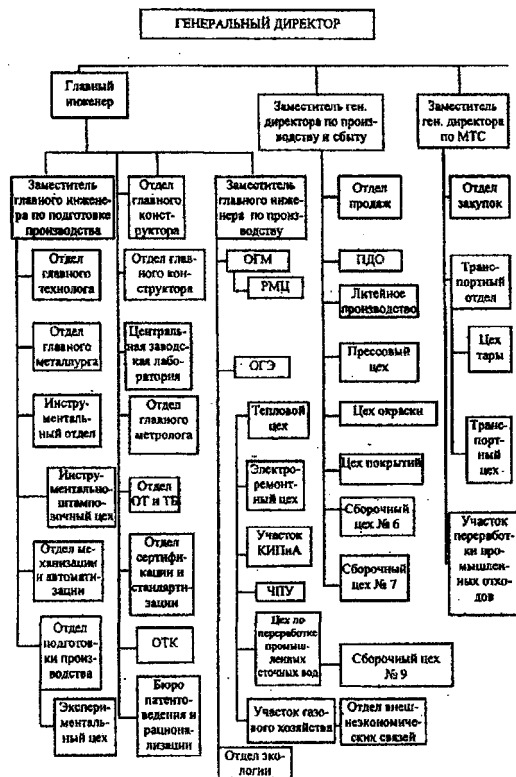 ГЕНЕРАЛЬНЫЙ ДИРЕКТОР
Главный
инженер
Заместитель ген.
директора по произ-
водству и сбыту
Заместитель
ген. директора
по МТС
Заместитель
главного инжене-
ра по подготовке
производства
Отдел
главного
технолога
Отдел
главного
металлурга
Инстру-
ментальный отдел
Инстру-
ментально-
штампо-
вочный цех
Отдел ме-
ханизации
и автомати-
зации
Отдел
подготов-
ки произ-
водства
Экспери-
ментальный цех
Отдел
главного
конст-
руктора
Отдел глав-
ного кон-
структора
Централь-
ная заводс-
кая лабо-
ратория
Отдел
главного
метролога
Отдел
ОТ и ТБ
Отдел
сертифи-
кации и
стандарти-
зации
ОТК
Бюро
патенто-
ведения и
рациона-
лизации
Заместитель
главного инже-
нера по произ-
водству
ОГМ
РМЦ
ОГЭ
Тепловой
цех
Электро-
ремонт-
ный цех
Участок
КИПиА
ЧПУ
Цех по
переработке
промышлен-
ных
сточных вод
Участок газо-
вого хозяйства
Отдел эко-
логии
Отдел
продаж
ПДО
Литейное
производство
Прессовый
цех
Цех окраски
Цех покрытий
Сборочный
цех № 6
Сборочный
цех № 7
Сборочный цех
№ 9
Отдел внеш-
неэкономиче-
ских связей
Отдел
закупок
Транс-
портный
отдел
Цех
тары
Транс-
портный
цех
Участок
переработ-
ки про-
мышлен-
ных отхо-
дов